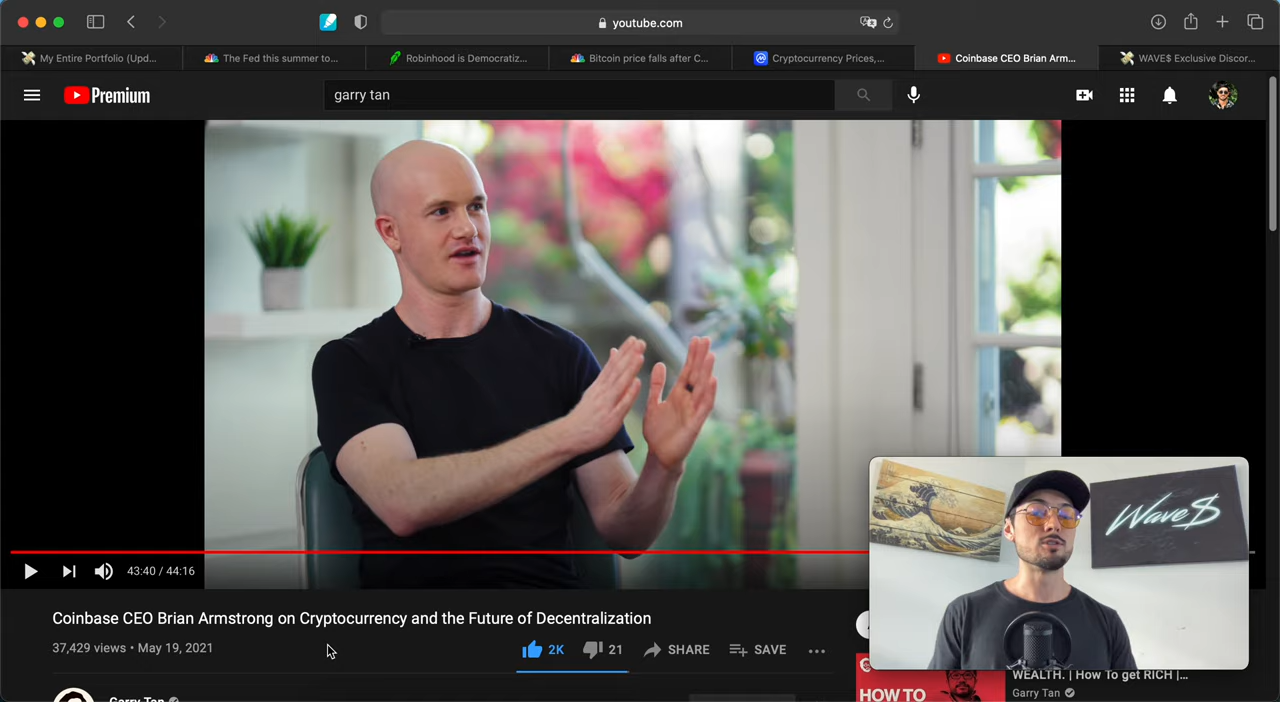 youtube.com
My Entire Portfolio (Upd...
The Fed this summer to...
Robinhood is Democratiz...
Bitcoin price falls after C...
Cryptocurrency Prices,...
Coinbase CEO Brian Arm...
WAVE$ Exclusive Discor...
Premium
garry tan
Wave$
43:40 / 44:16
Coinbase CEO Brian Armstrong on Cryptocurrency and the Future of Decentralization
37,429 views • May 19, 2021
2K
21
SHARE
SAVE
WEALTH. | How To get RICH |...
HOW TO
Garry Tan
Garry Tan